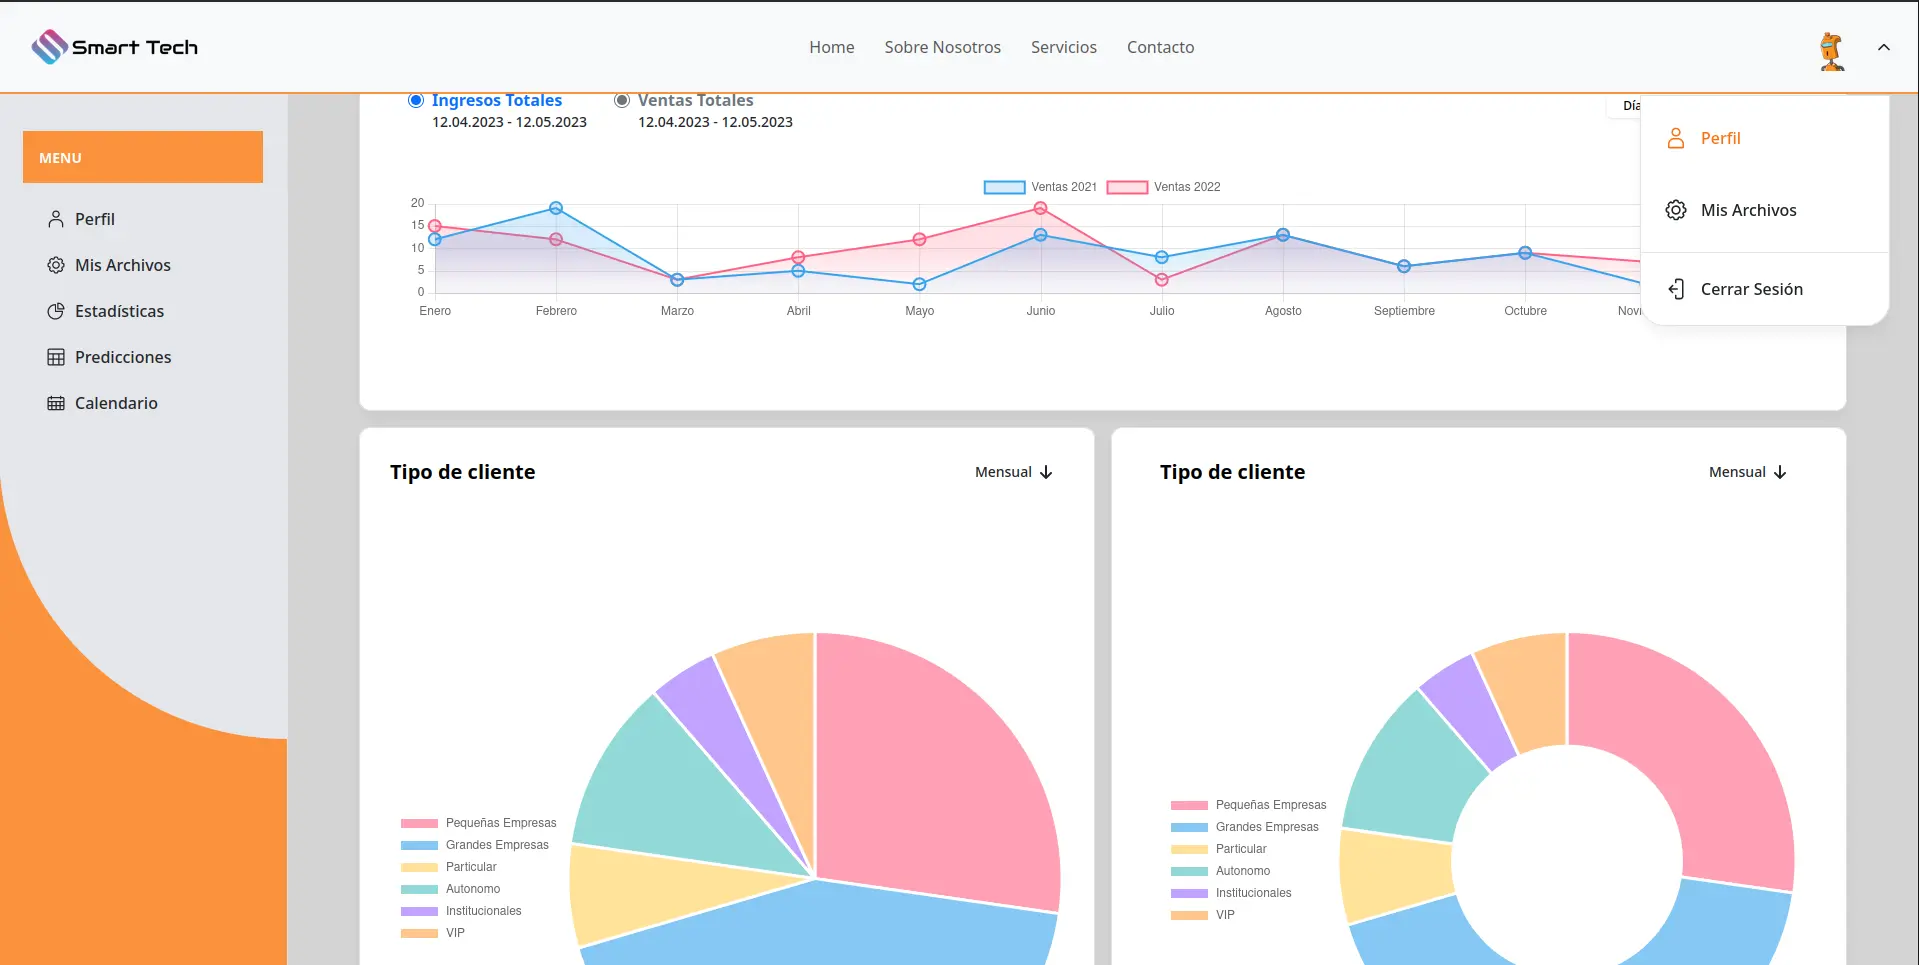 Smart Tech
Home Sobre Nosotros Servicios Contacto
MENU
Perfil
Mis Archivos
Estadísticas
Predicciones
Calendario
Ingresos Totales
12.04.2023 - 12.05.2023
Ventas Totales
12.04.2023 - 12.05.2023
Día
Perfil
Mis Archivos
Cerrar Sesión
Ventas 2021 Ventas 2022
20
15
10
5
0
Enero Febrero Marzo Abril Mayo Junio Julio Agosto Septiembre Octubre
Tipo de cliente
Mensual
Pequeñas Empresas
Grandes Empresas
Particular
Autonomo
Institucionales
VIP
Tipo de cliente
Mensual
Pequeñas Empresas
Grandes Empresas
Particular
Autonomo
Institucionales
VIP